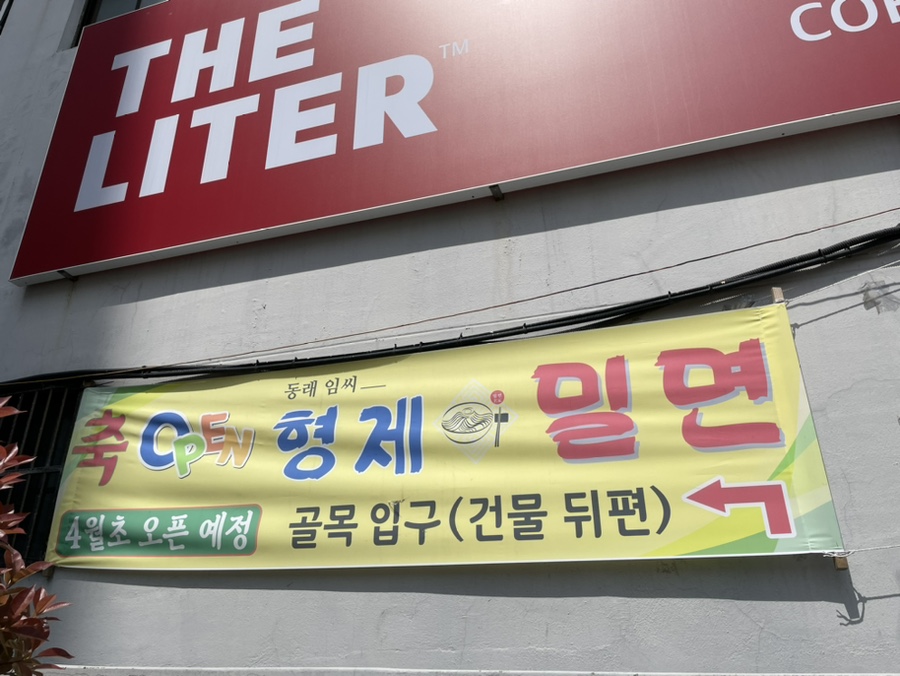 THE
LITER™
동래 임씨
축 OPEN 형제 밀면
4월초 오픈 예정 골목 입구(건물 뒤편)